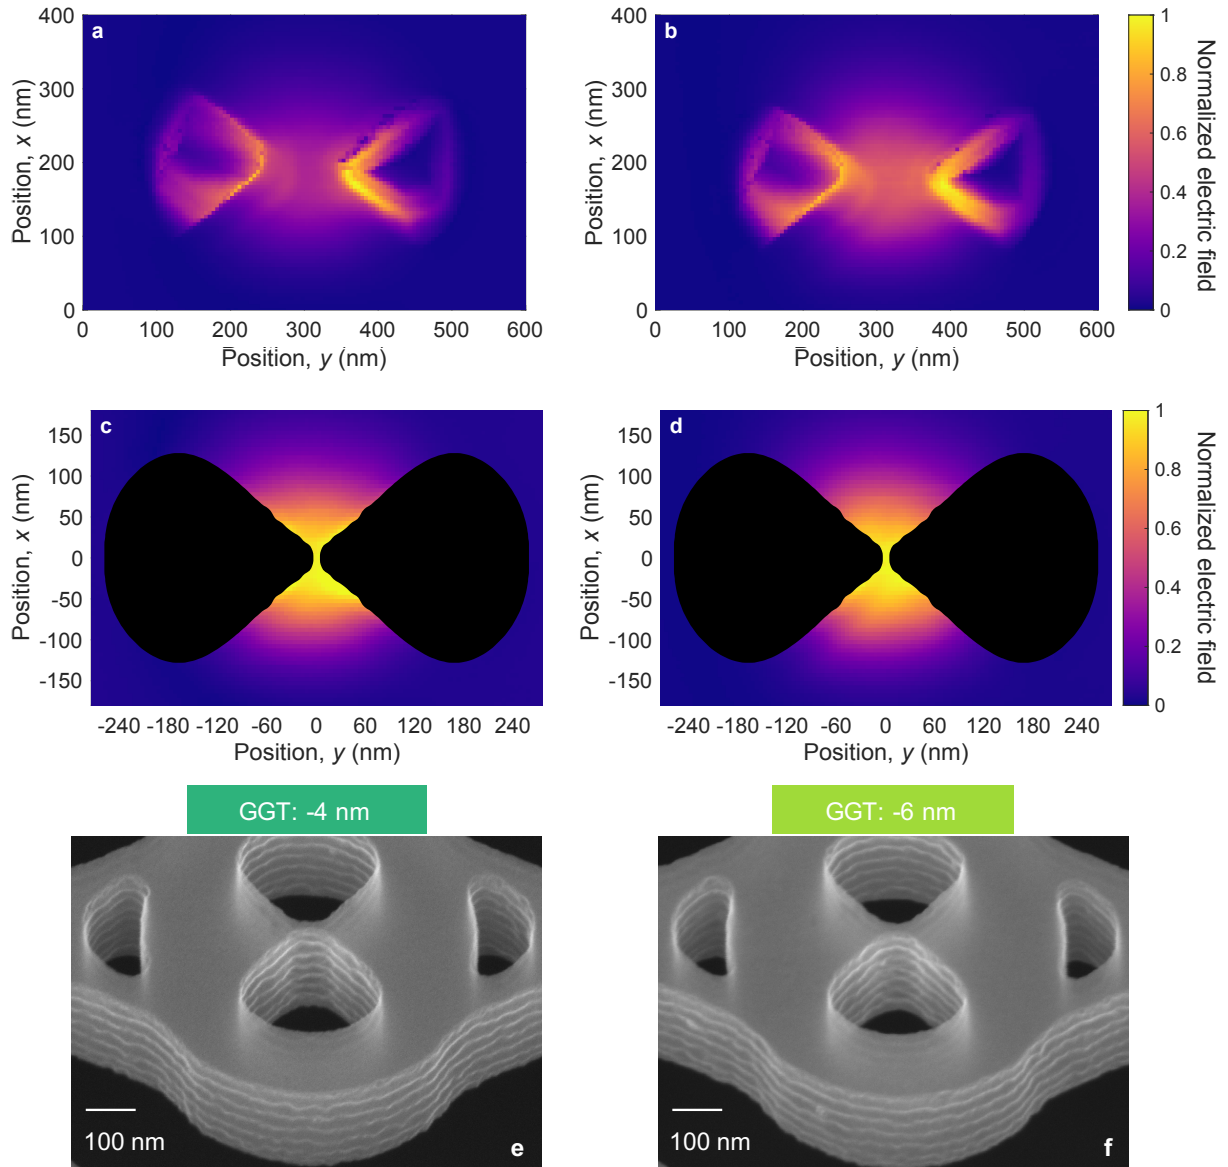 a
400
300
200
100
0
0 100 200 300 400 500 600
Position, x (nm)
Position, y (nm)
b
400
300
200
100
0
0 100 200 300 400 500 600
Position, x (nm)
Position, y (nm)
1
0.8
0.6
0.4
0.2
0
Normalized electric field
c
150
100
50
0
-50
-100
-150
-240 -180 -120 -60 0 60 120 180 240
Position, x (nm)
Position, y (nm)
d
150
100
50
0
-50
-100
-150
-240 -180 -120 -60 0 60 120 180 240
Position, x (nm)
Position, y (nm)
1
0.8
0.6
0.4
0.2
0
Normalized electric field
GGT: -4 nm
100 nm
e
GGT: -6 nm
100 nm
f